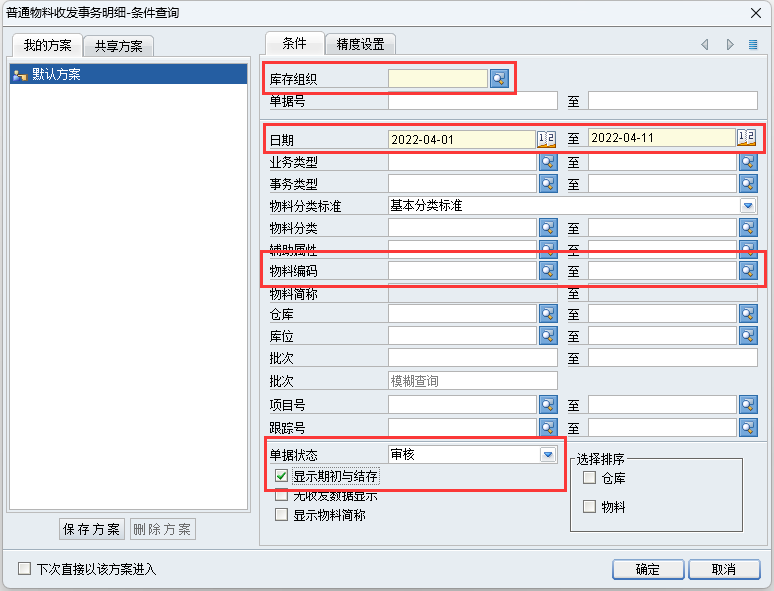 普通物料收发事务明细-条件查询
我的方案 共享方案
默认方案
条件 精度设置
库存组织
单据号 至
日期 2022-04-01 12 至 2022-04-11 12
业务类型 至
事务类型 至
物料分类标准 基本分类标准
物料分类 至
辅助属性 至
物料编码 至
物料简称 至
仓库 至
库位 至
批次 至
批次 模糊查询
项目号 至
跟踪号 至
单据状态 审核
显示期初与结存
无收发数据显示
显示物料简称
选择排序
仓库
物料
保存方案 删除方案
下次直接以该方案进入
确定 取消